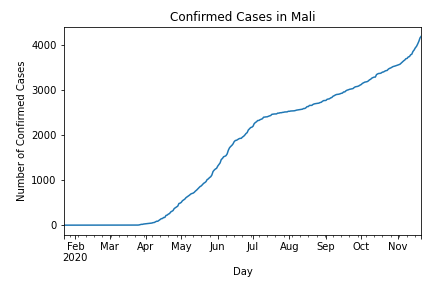 Confirmed Cases in Mali
Number of Confirmed Cases
4000
3000
2000
1000
0
Feb Mar Apr May Jun Jul Aug Sep Oct Nov
2020
Day